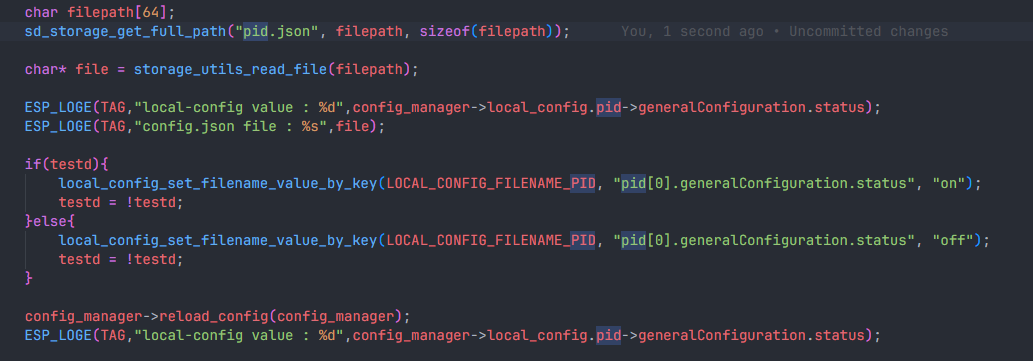 char filepath[64];
sd_storage_get_full_path("pid.json", filepath, sizeof(filepath)); You, 1 second ago • Uncommitted changes
char* file = storage_utils_read_file(filepath);
ESP_LOGE(TAG,"local-config value : %d",config_manager->local_config.pid->generalConfiguration.status);
ESP_LOGE(TAG,"config.json file : %s",file);
if(testd){
    local_config_set_filename_value_by_key(LOCAL_CONFIG_FILENAME_PID, "pid[0].generalConfiguration.status", "on");
    testd = !testd;
}else{
    local_config_set_filename_value_by_key(LOCAL_CONFIG_FILENAME_PID, "pid[0].generalConfiguration.status", "off");
    testd = !testd;
}
config_manager->reload_config(config_manager);
ESP_LOGE(TAG,"local-config value : %d",config_manager->local_config.pid->generalConfiguration.status);